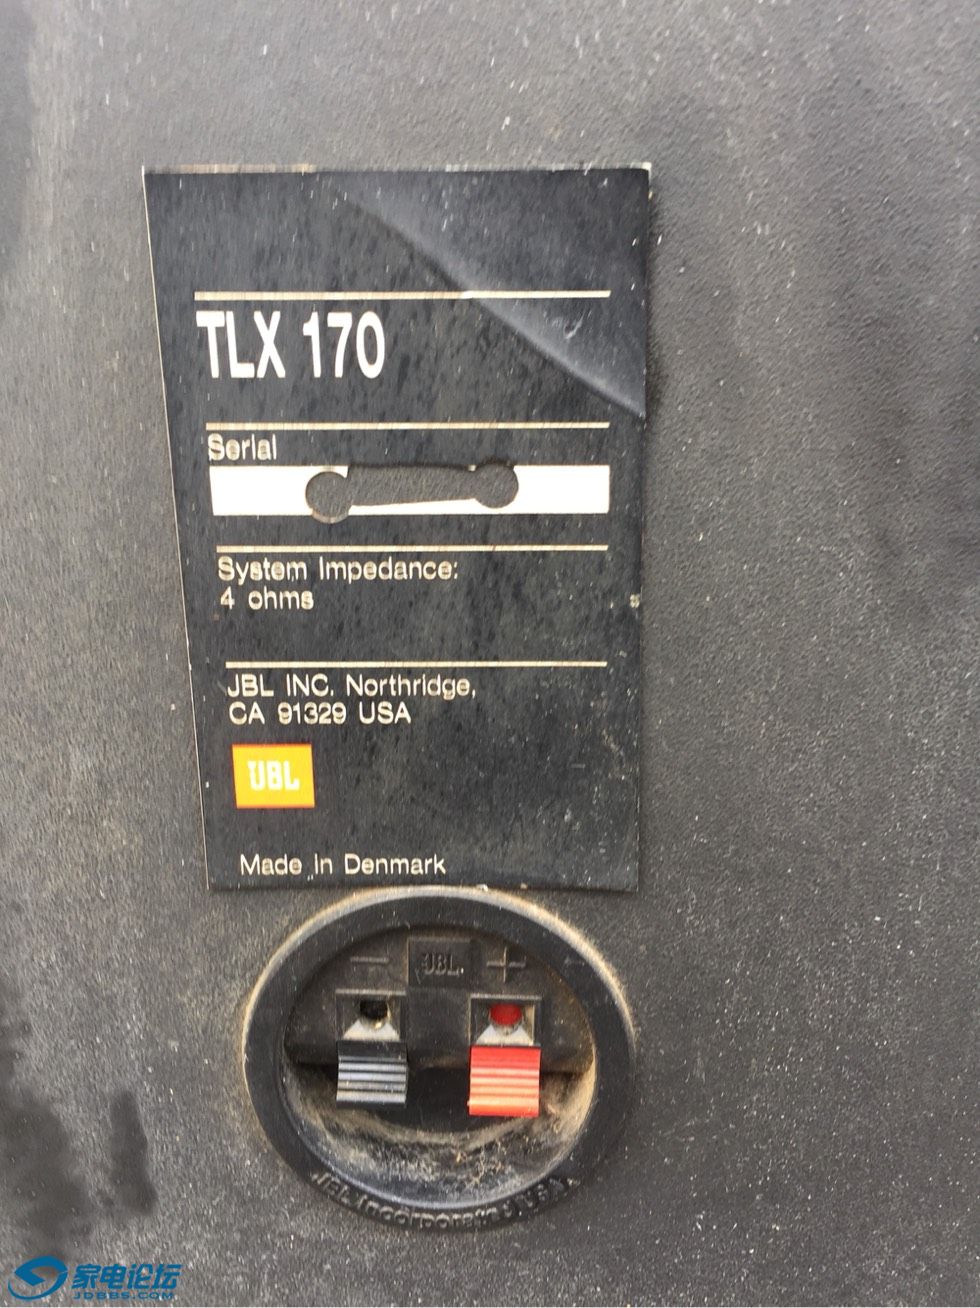 TLX 170
Serial
System Impedance:
4 ohms
JBL INC. Northridge,
CA 91329 USA
JBL
Made in Denmark
− JBL +
JBL Incorporated USA
家电论坛
JDBBS.COM